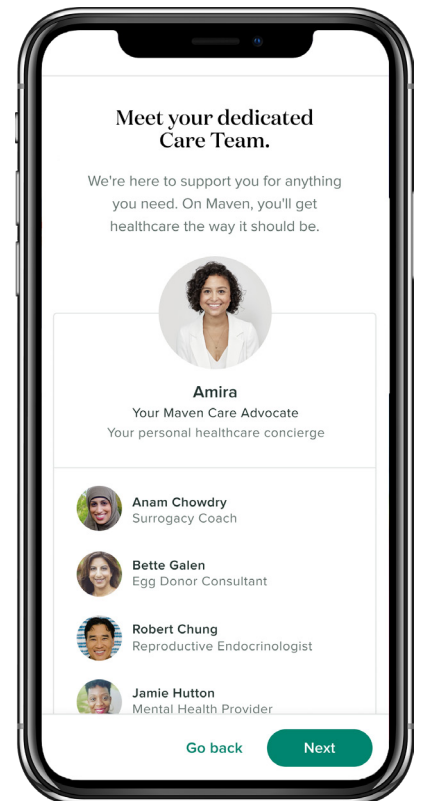 Meet your dedicated
Care Team.
We're here to support you for anything
you need. On Maven, you'll get
healthcare the way it should be.
Amira
Your Maven Care Advocate
Your personal healthcare concierge
Anam Chowdry
Surrogacy Coach
Bette Galen
Egg Donor Consultant
Robert Chung
Reproductive Endocrinologist
Jamie Hutton
Mental Health Provider
Go back
Next